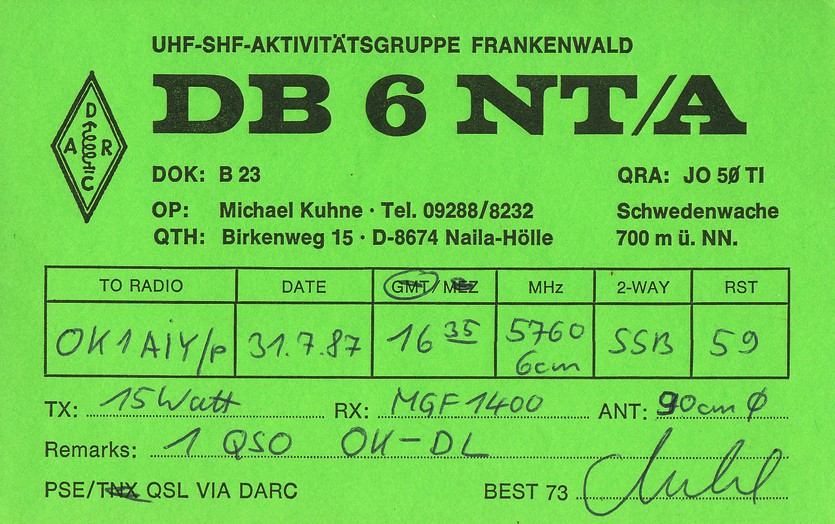 UHF-SHF-AKTIVITÄTSGRUPPE FRANKENWALD
DB 6 NT/A
D
A R
C
DOK: B 23 QRA: JO 5Ø TI
OP: Michael Kuhne · Tel. 09288/8232 Schwedenwache
QTH: Birkenweg 15 · D-8674 Naila-Hölle 700 m ü. NN.
TO RADIO DATE GMT/MEZ MHz 2-WAY RST
OK1AIY/p 31.7.87 16 35 5760 SSB 59
6cm
TX: 15 Watt RX: MGF1400 ANT: 90cm Ø
Remarks: 1 QSO OK-DL
PSE/TNX QSL VIA DARC BEST 73